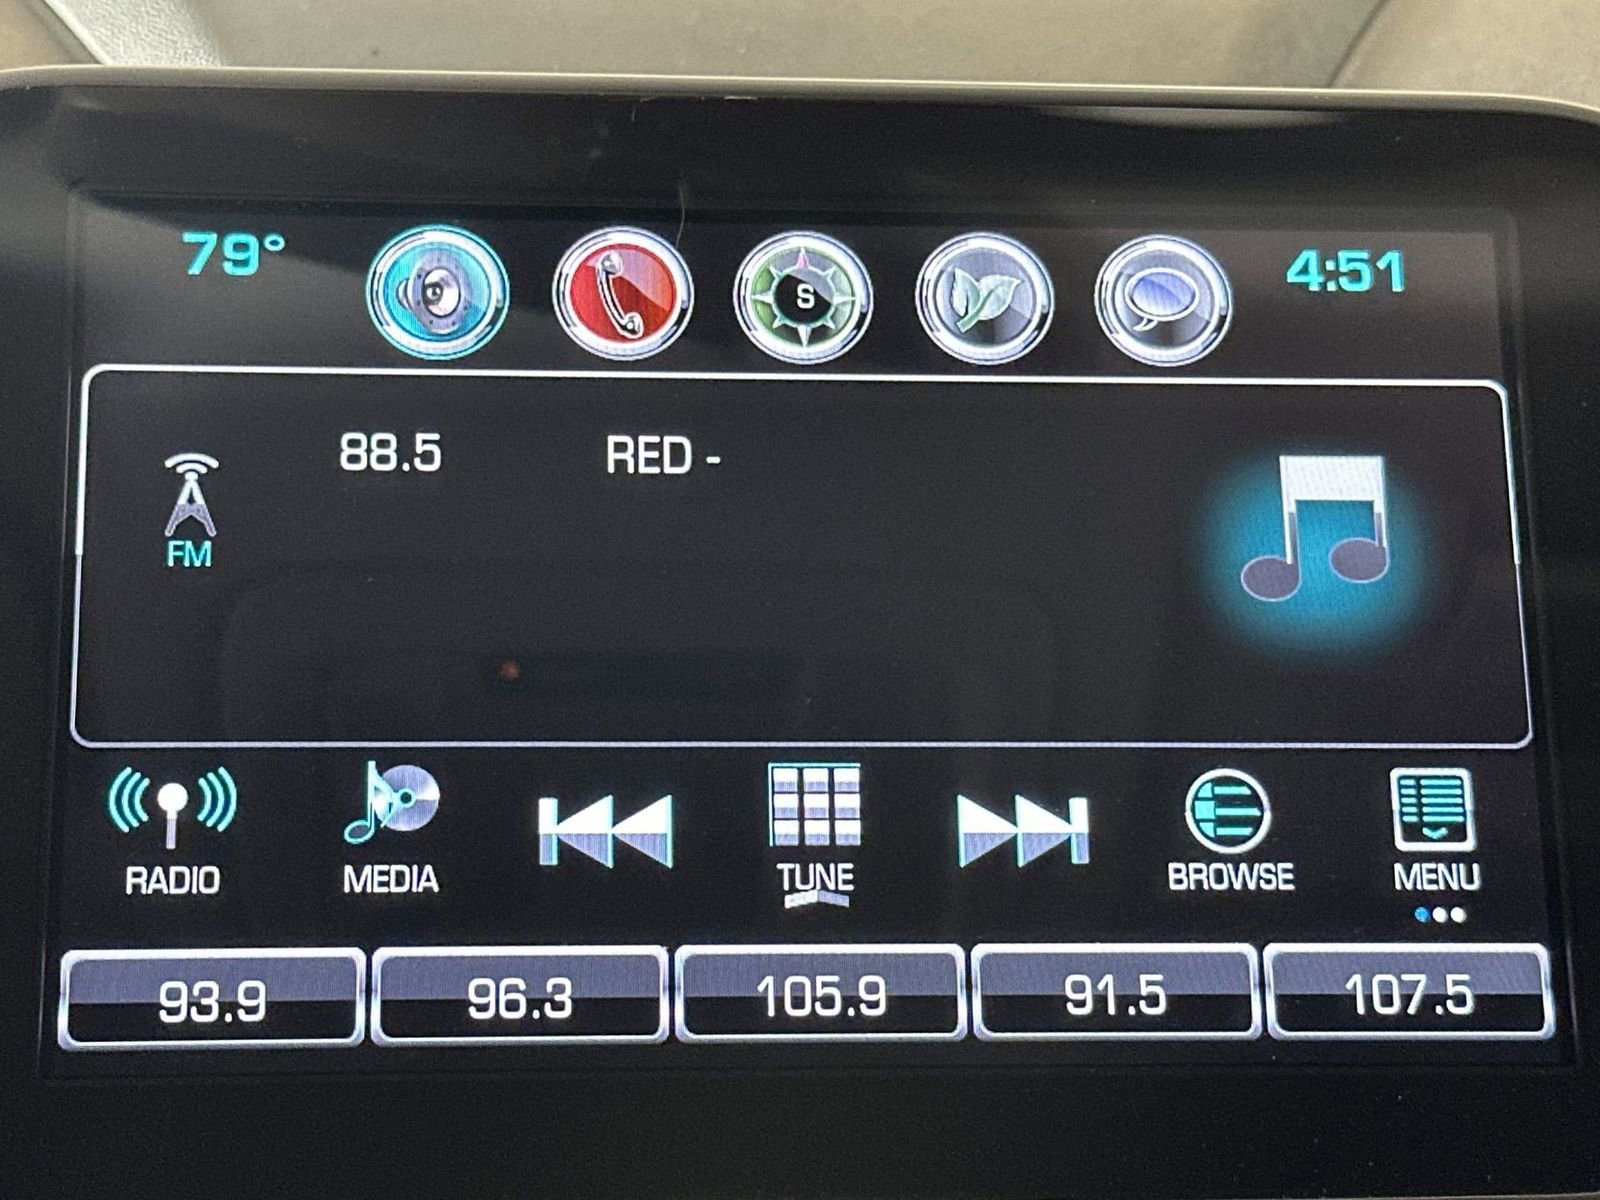 79° S 4:51
88.5 RED -
FM
RADIO MEDIA TUNE BROWSE MENU
93.9 96.3 105.9 91.5 107.5